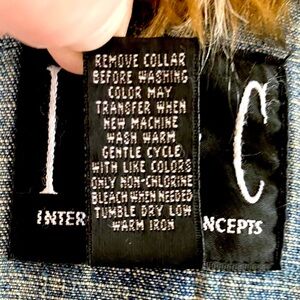 REMOVE COLLAR
BEFORE WASHING
COLOR MAY
TRANSFER WHEN
NEW MACHINE
WASH WARM
GENTLE CYCLE
WITH LIKE COLORS
ONLY NON-CHLORINE
BLEACH WHEN NEEDED
TUMBLE DRY LOW
WARM IRON
I C
INTER NCEPTS